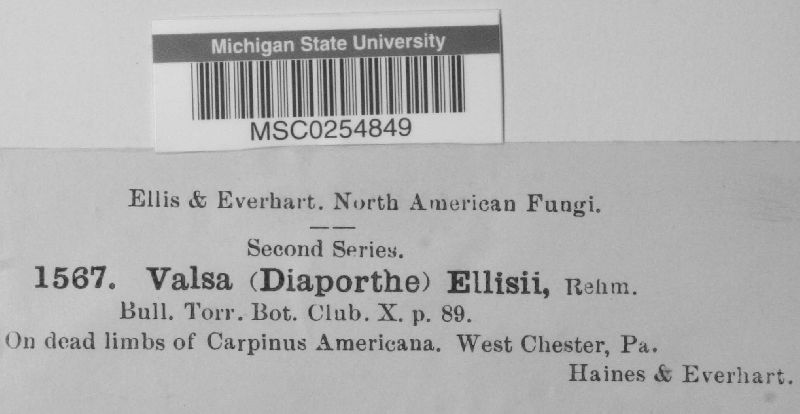 Michigan State University
MSC0254849
Ellis & Everhart. North American Fungi.
Second Series.
1567. Valsa (Diaporthe) Ellisii, Rehm.
Bull. Torr. Bot. Club. X. p. 89.
On dead limbs of Carpinus Americana. West Chester, Pa.
Haines & Everhart.